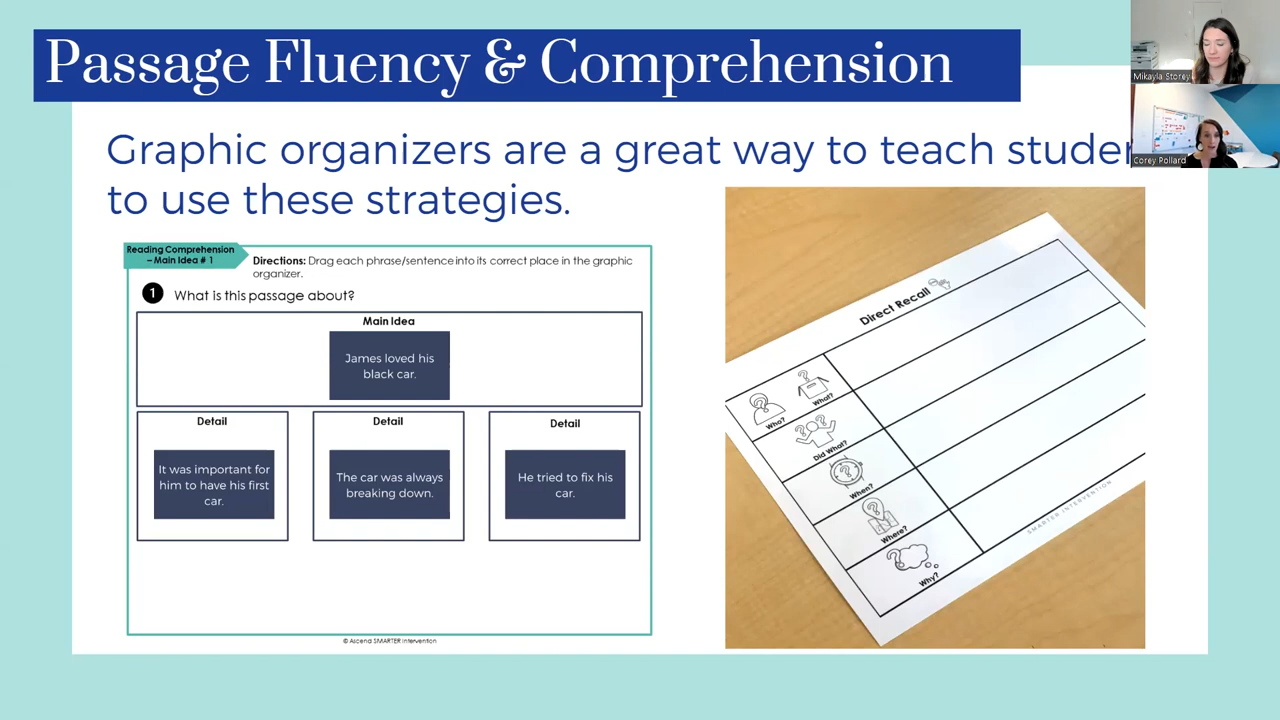 Passage Fluency & Comprehension
Mikayla Storey
Corey Pollard
Graphic organizers are a great way to teach
to use these strategies.
Reading Comprehension
– Main Idea # 1
Directions: Drag each phrase/sentence into its correct place in the graphic
organizer.
1 What is this passage about?
Main Idea
James loved his
black car.
Detail
It was important for
him to have his first
car.
Detail
The car was always
breaking down.
Detail
He tried to fix his
car.
© Ascend SMARTER Intervention
Direct Recall
Who?
What?
Did What?
When?
Where?
Why?
SMARTER INTERVENTION